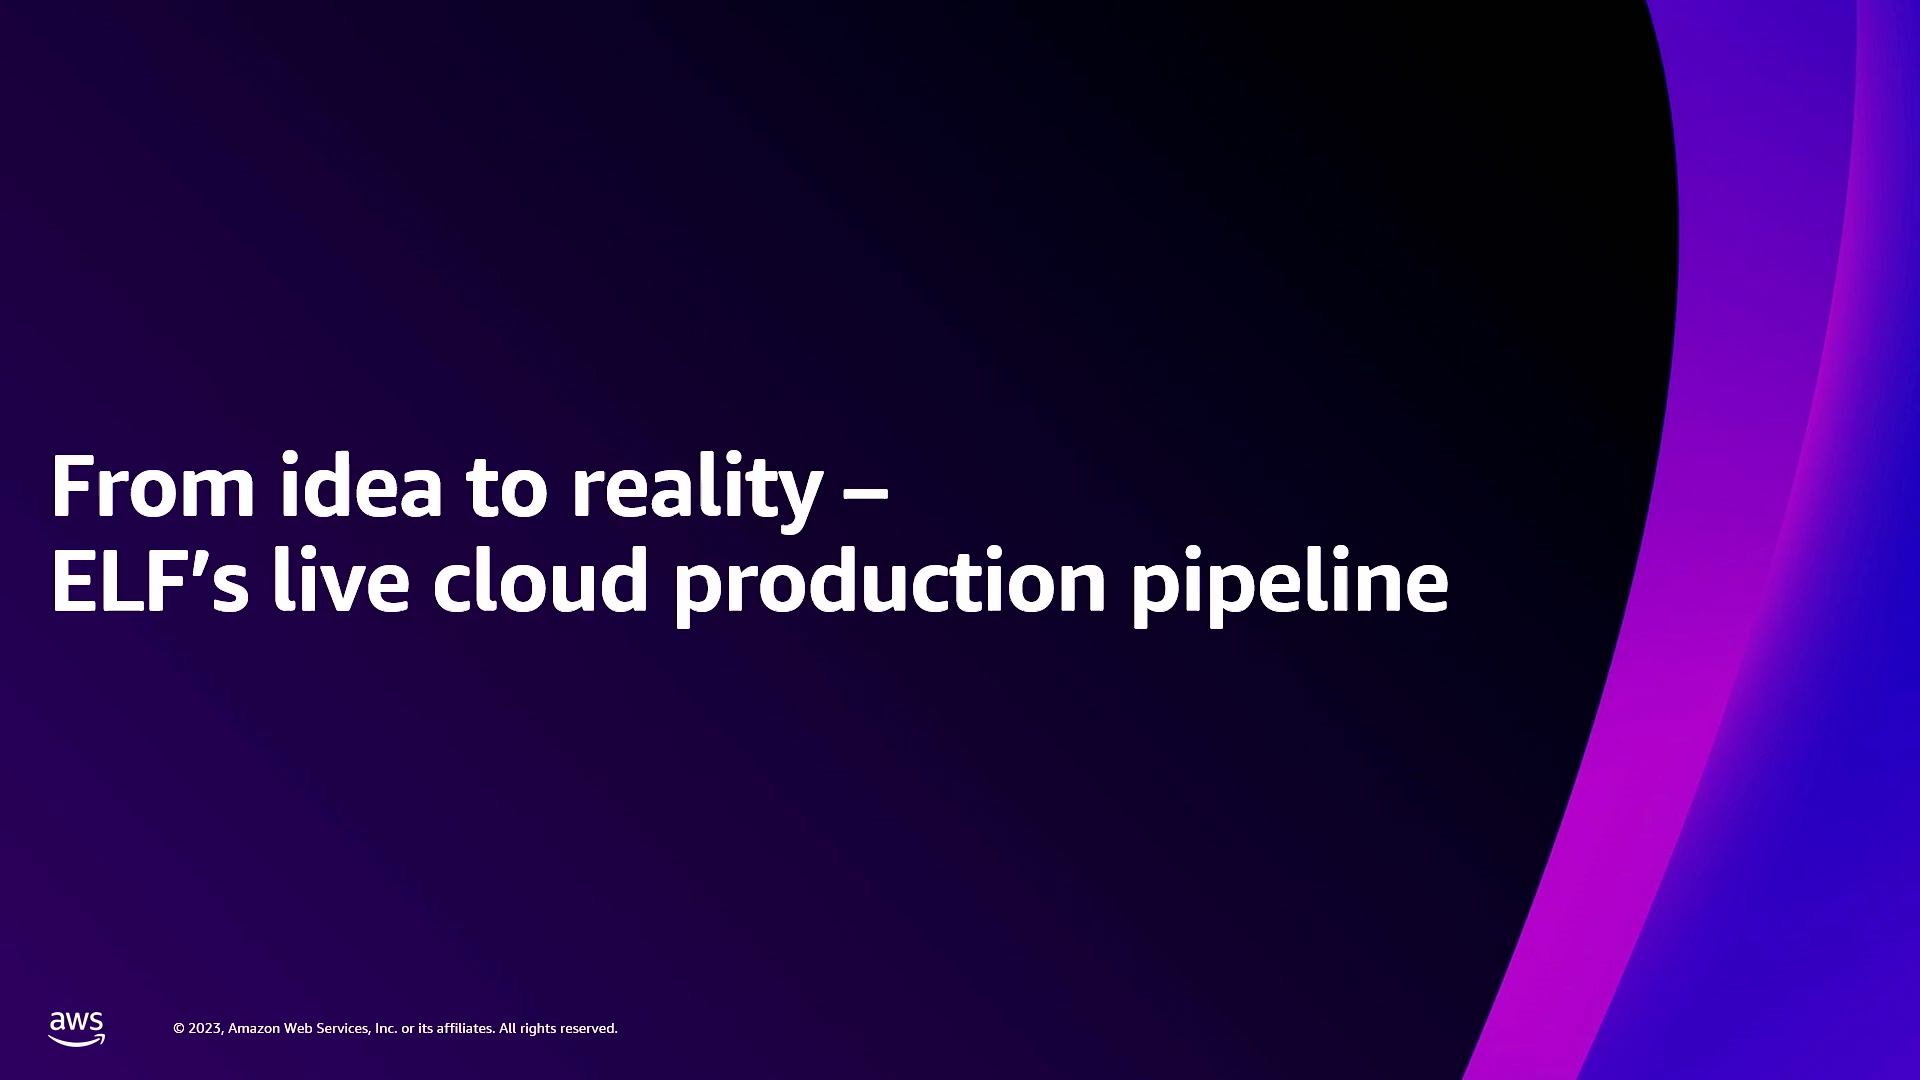 From idea to reality –
ELF’s live cloud production pipeline
aws
© 2023, Amazon Web Services, Inc. or its affiliates. All rights reserved.